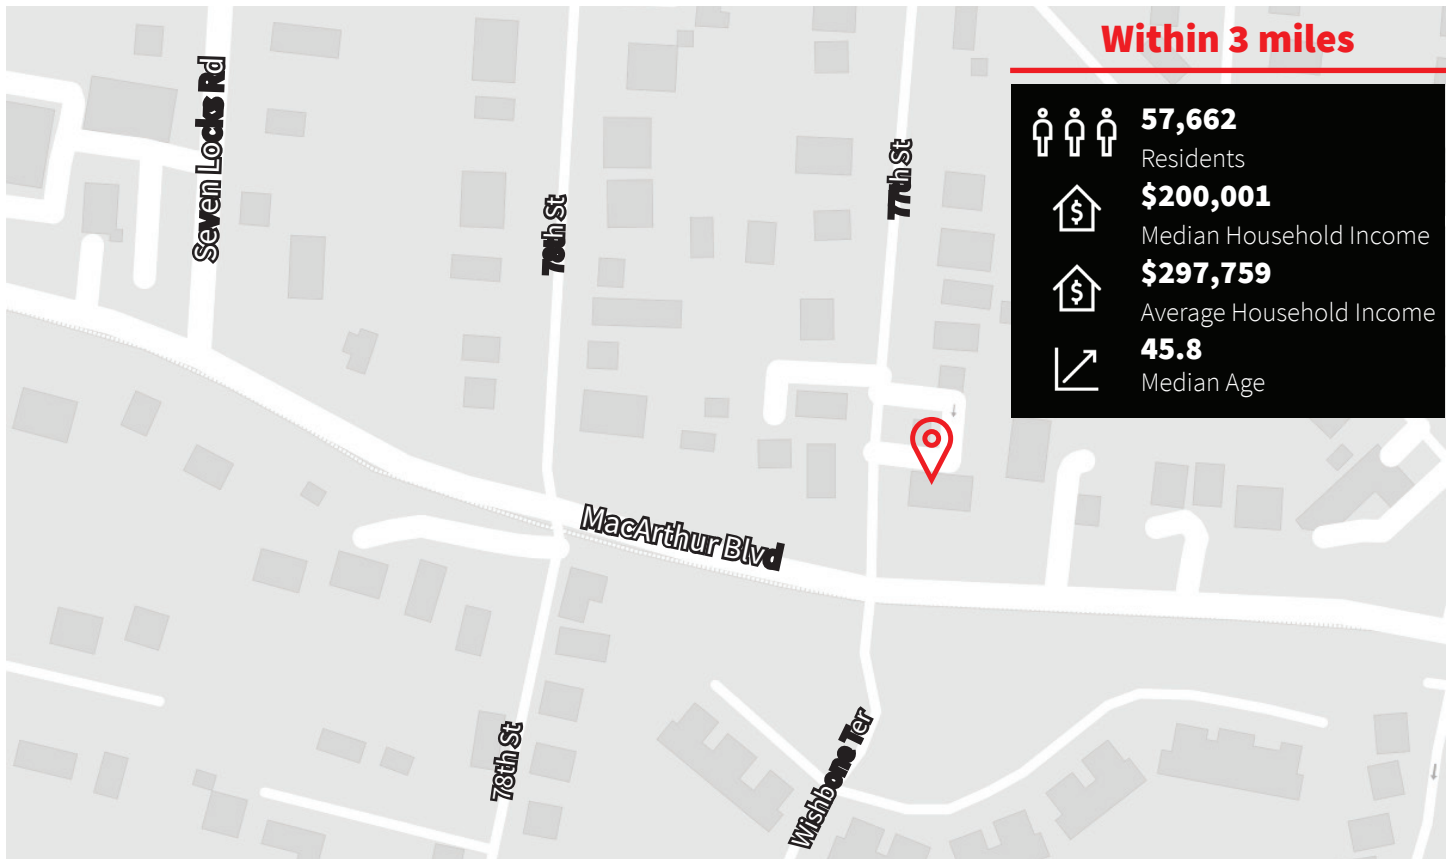 Within 3 miles
57,662
Residents
$200,001
Median Household Income
$297,759
Average Household Income
45.8
Median Age
Seven Locks Rd
78th St
77th St
MacArthur Blvd
78th St
Wishbone Ter